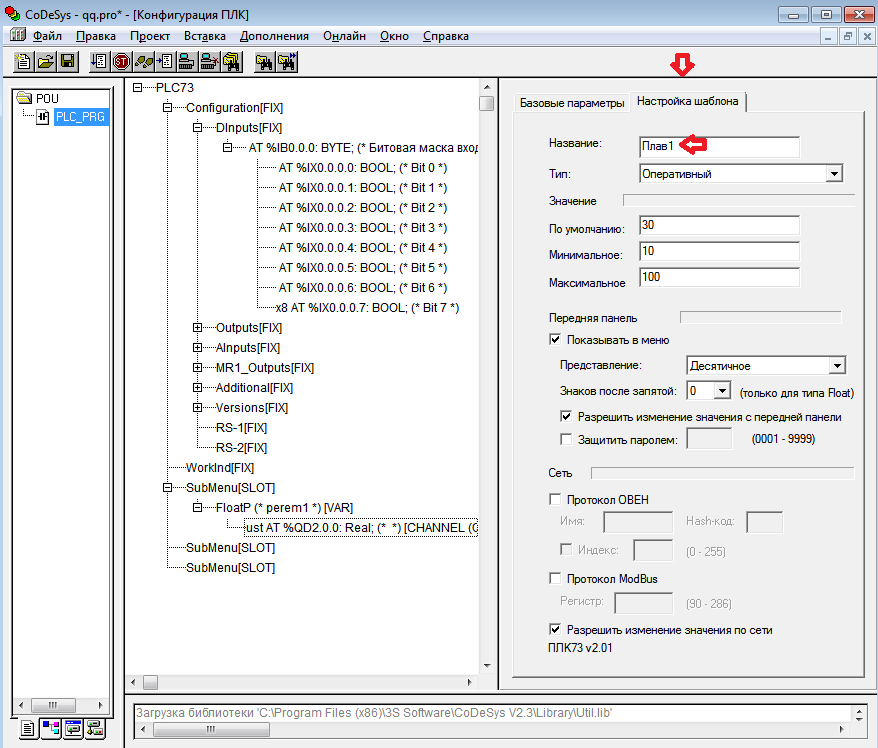 CoDeSys - qq.pro* - [Конфигурация ПЛК]
Файл Правка Проект Вставка Дополнения Онлайн Окно Справка
POU
PLC_PRG
PLC73
Configuration[FIX]
DInputs[FIX]
AT %IB0.0.0: BYTE; (* Битовая маска вход
AT %IX0.0.0.0: BOOL; (* Bit 0 *)
AT %IX0.0.0.1: BOOL; (* Bit 1 *)
AT %IX0.0.0.2: BOOL; (* Bit 2 *)
AT %IX0.0.0.3: BOOL; (* Bit 3 *)
AT %IX0.0.0.4: BOOL; (* Bit 4 *)
AT %IX0.0.0.5: BOOL; (* Bit 5 *)
AT %IX0.0.0.6: BOOL; (* Bit 6 *)
x8 AT %IX0.0.0.7: BOOL; (* Bit 7 *)
Outputs[FIX]
AInputs[FIX]
MR1_Outputs[FIX]
Additional[FIX]
Versions[FIX]
RS-1[FIX]
RS-2[FIX]
WorkInd[FIX]
SubMenu[SLOT]
FloatP (* perem1 *) [VAR]
ust AT %QD2.0.0: Real; (* *) [CHANNEL (Q
SubMenu[SLOT]
SubMenu[SLOT]
Базовые параметры Настройка шаблона
Название: Плав1
Тип: Оперативный
Значение
По умолчанию: 30
Минимальное: 10
Максимальное 100
Передняя панель
Показывать в меню
Представление: Десятичное
Знаков после запятой: 0 (только для типа Float)
Разрешить изменение значения с передней панели
Защитить паролем: (0001 - 9999)
Сеть
Протокол ОВЕН
Имя: Hash-код:
Индекс: (0 - 255)
Протокол ModBus
Регистр: (90 - 286)
Разрешить изменение значения по сети
ПЛК73 v2.01
Загрузка библиотеки 'C:\Program Files (x86)\3S Software\CoDeSys V2.3\Library\Util.lib'